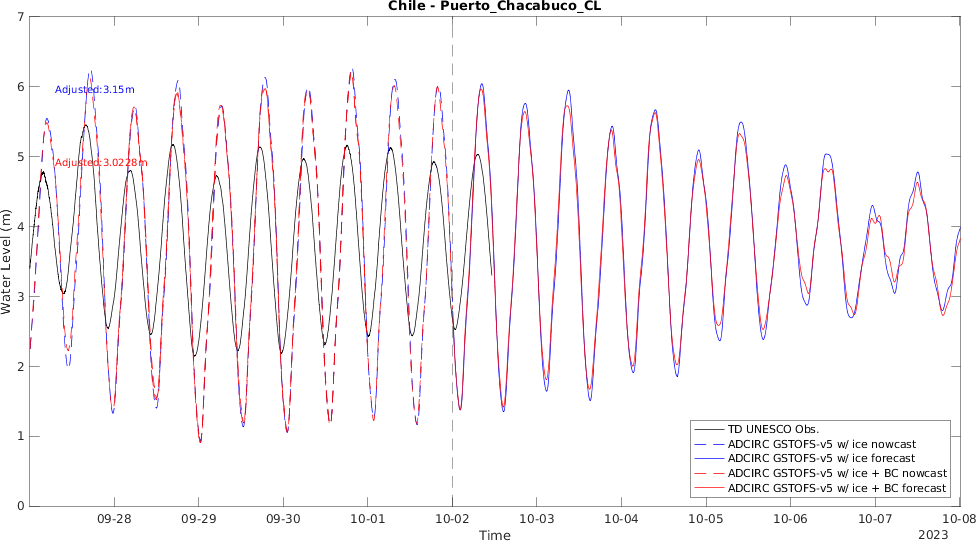 Chile - Puerto_Chacabuco_CL
7
6
5
4
3
2
1
0
Water Level (m)
Adjusted:3.15m
Adjusted:3.0228m
TD UNESCO Obs.
ADCIRC GSTOFS-v5 w/ ice nowcast
ADCIRC GSTOFS-v5 w/ ice forecast
ADCIRC GSTOFS-v5 w/ ice + BC nowcast
ADCIRC GSTOFS-v5 w/ ice + BC forecast
09-28 09-29 09-30 10-01 10-02 10-03 10-04 10-05 10-06 10-07 10-08
Time
2023